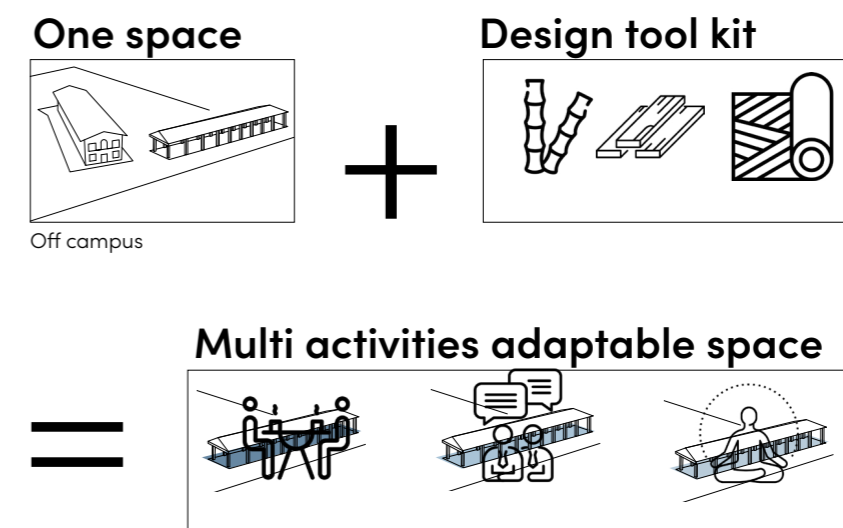 One space
Design tool kit
Off campus
Multi activities adaptable space